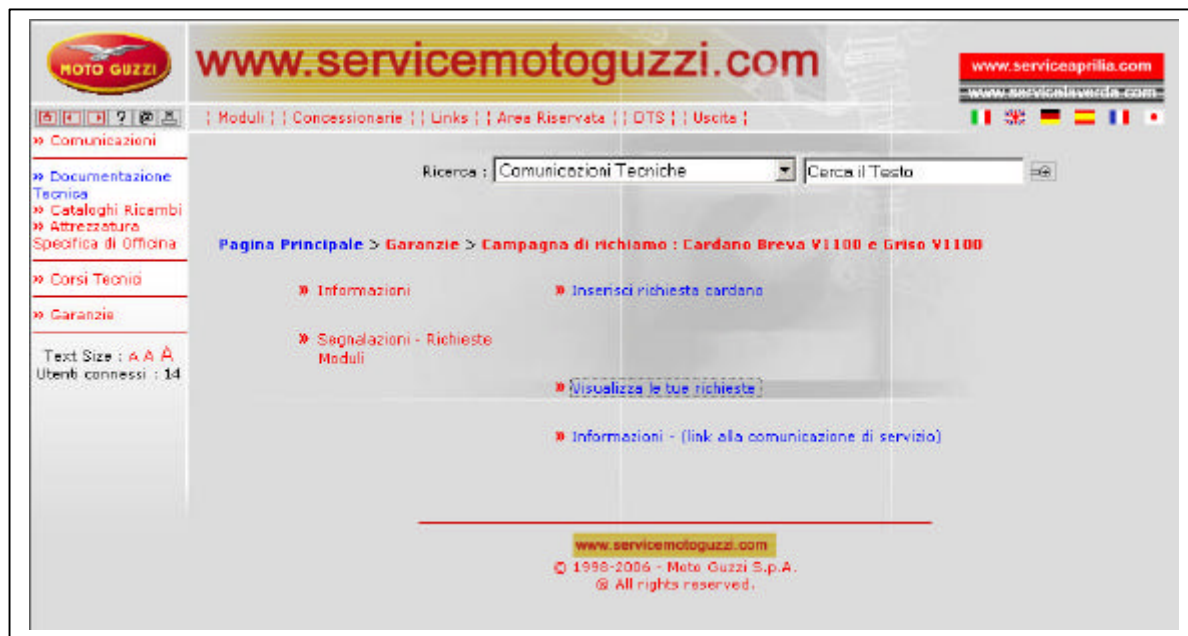 MOTO GUZZI
www.servicemotoguzzi.com
www.serviceaprilia.com
www.servicelaverda.com
? @
¦ Moduli ¦ ¦ Concessionarie ¦ ¦ Links ¦ ¦ Area Riservata ¦ ¦ DTS ¦ ¦ Uscita ¦
» Comunicazioni
» Documentazione
Tecnica
» Cataloghi Ricambi
» Attrezzatura
Specifica di Officina
» Corsi Tecnici
» Garanzie
Text Size : A A A
Utenti connessi : 14
Ricerca : Comunicazioni Tecniche Cerca il Testo
Pagina Principale > Garanzie > Campagna di richiamo : Cardano Breva V1100 e Griso V1100
» Informazioni
» Inserisci richiesta cardano
» Segnalazioni - Richieste
Moduli
» Visualizza le tue richieste
» Informazioni - (link alla comunicazione di servizio)
www.servicemotoguzzi.com
© 1998-2006 - Moto Guzzi S.p.A.
® All rights reserved.